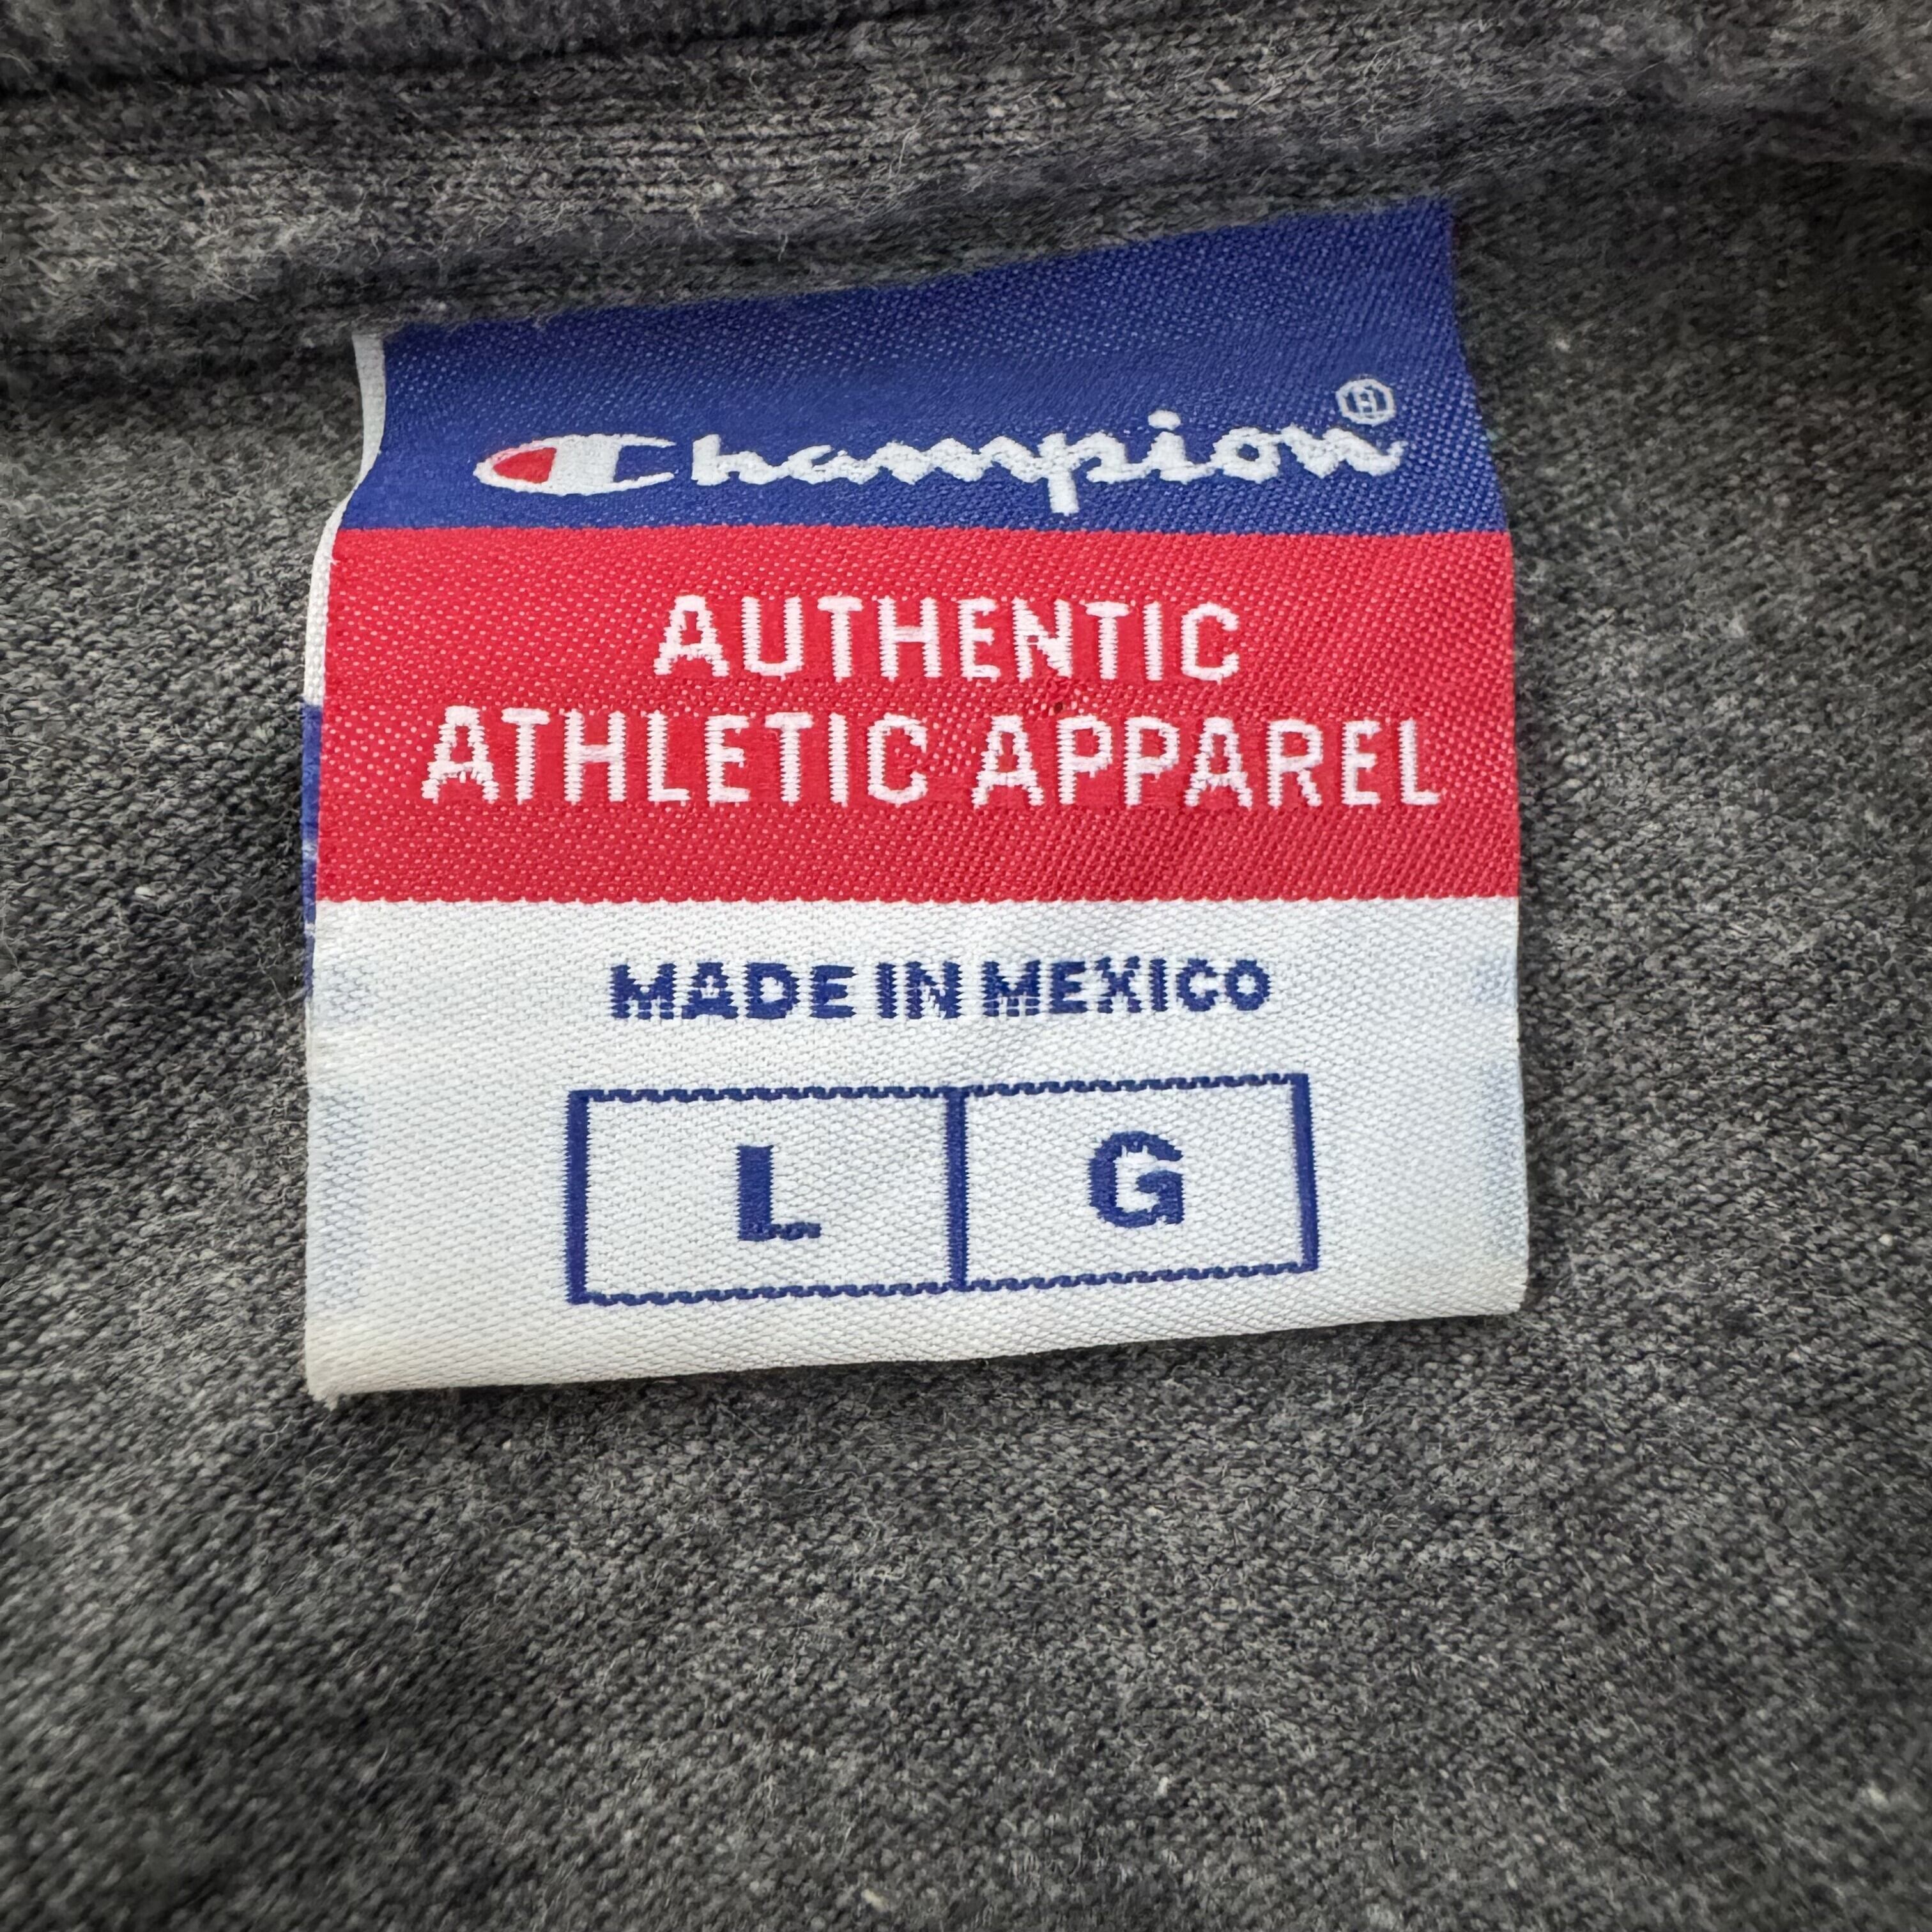 Champion®
AUTHENTIC
ATHLETIC APPAREL
MADE IN MEXICO
L G